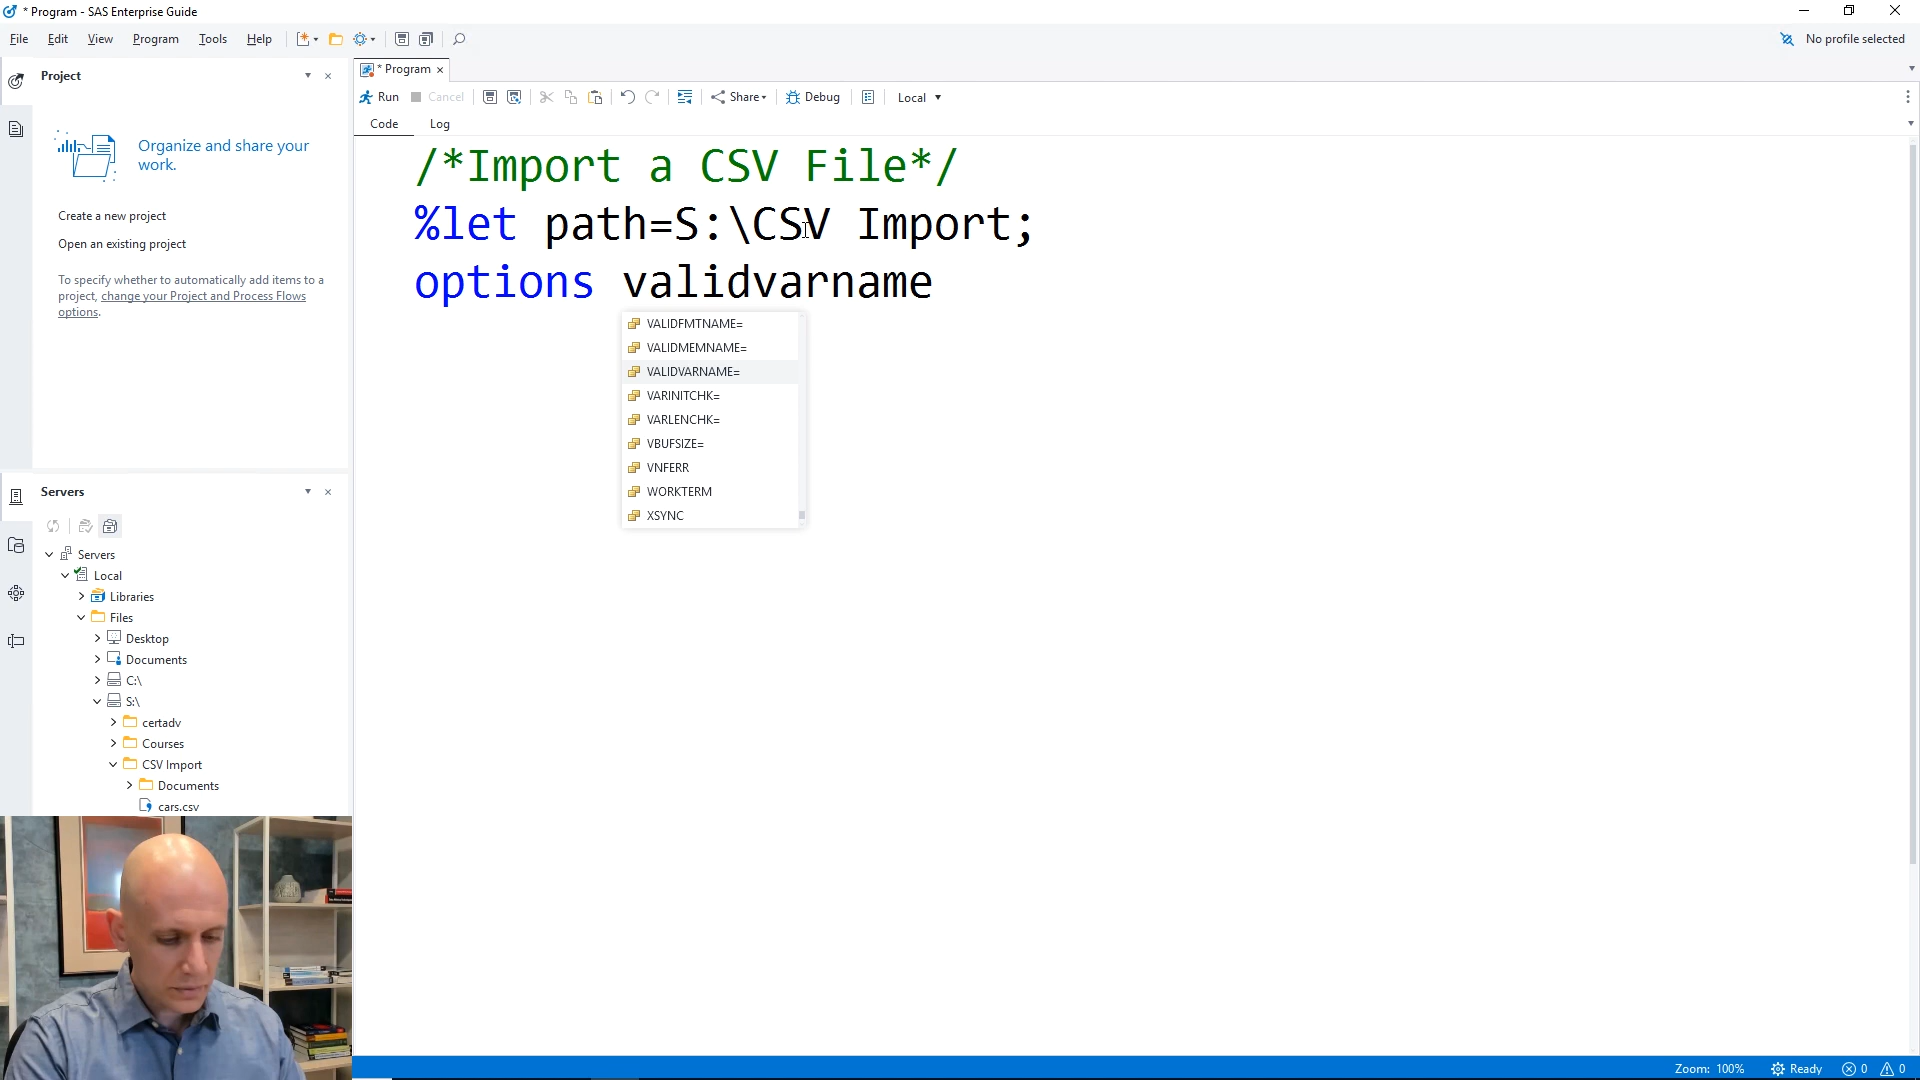 * Program - SAS Enterprise Guide
File Edit View Program Tools Help
No profile selected
Project
Organize and share your
work.
Create a new project
Open an existing project
To specify whether to automatically add items to a
project, change your Project and Process Flows
options.
Servers
Servers
Local
Libraries
Files
Desktop
Documents
C:\
S:\
certadv
Courses
CSV Import
Documents
cars.csv
* Program
Run Cancel Share Debug Local
Code Log
/*Import a CSV File*/
%let path=S:\CSV Import;
options validvarname
VALIDFMTNAME=
VALIDMEMNAME=
VALIDVARNAME=
VARINITCHK=
VARLENCHK=
VBUFSIZE=
VNFERR
WORKTERM
XSYNC
Zoom: 100% Ready 0 0